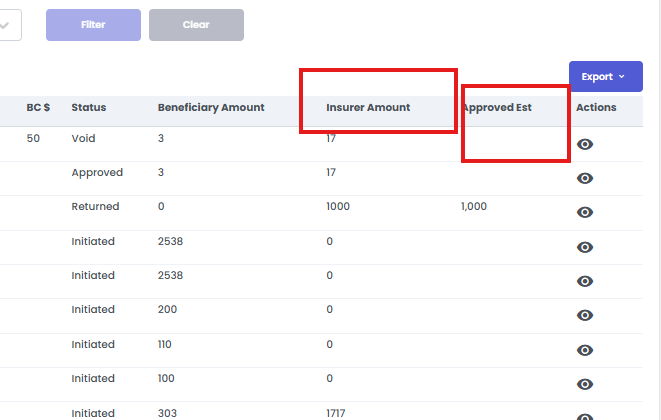 Filter Clear
Export
BC $ Status Beneficiary Amount Insurer Amount Approved Est Actions
50 Void 3 17
Approved 3 17
Returned 0 1000 1,000
Initiated 2538 0
Initiated 2538 0
Initiated 200 0
Initiated 110 0
Initiated 100 0
Initiated 303 1717